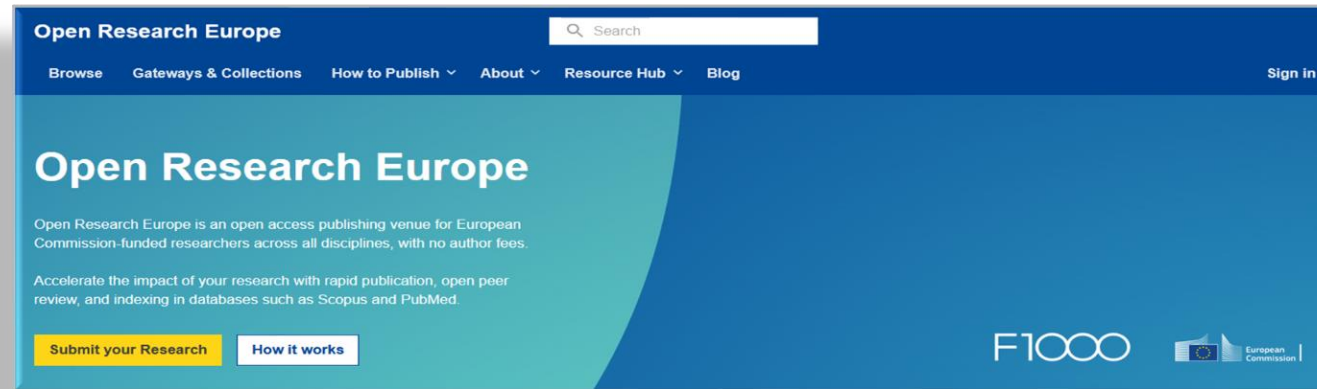 Open Research Europe
Search
Browse Gateways & Collections How to Publish About Resource Hub Blog Sign in
Open Research Europe
Open Research Europe is an open access publishing venue for European
Commission-funded researchers across all disciplines, with no author fees.
Accelerate the impact of your research with rapid publication, open peer
review, and indexing in databases such as Scopus and PubMed.
Submit your Research How it works
F1000
European
Commission